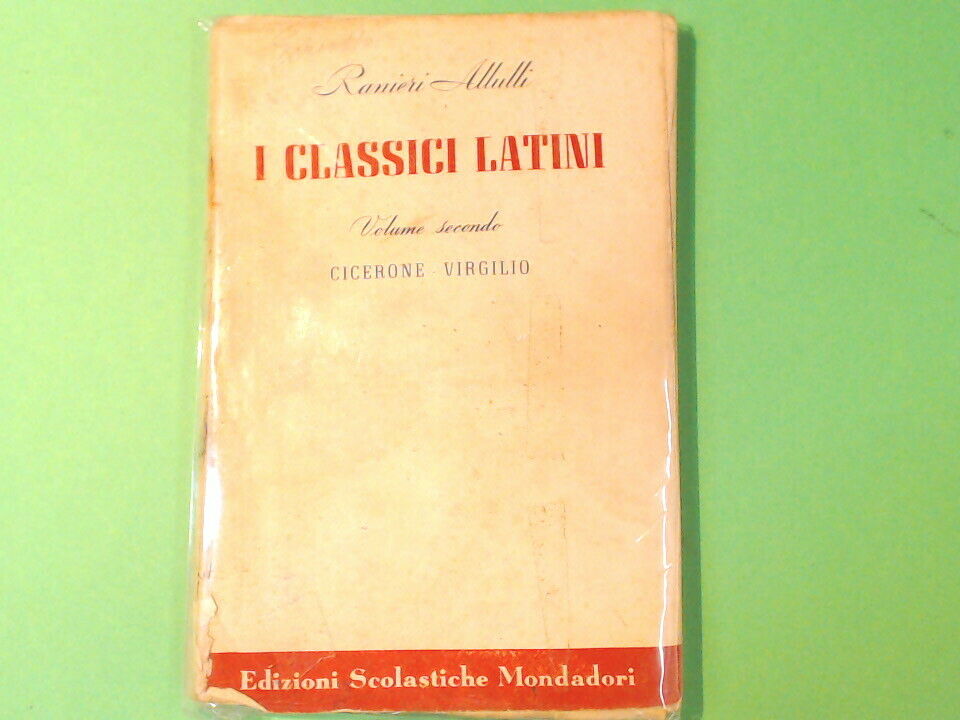 Ranieri Allulli
I CLASSICI LATINI
Volume secondo
CICERONE - VIRGILIO
Edizioni Scolastiche Mondadori